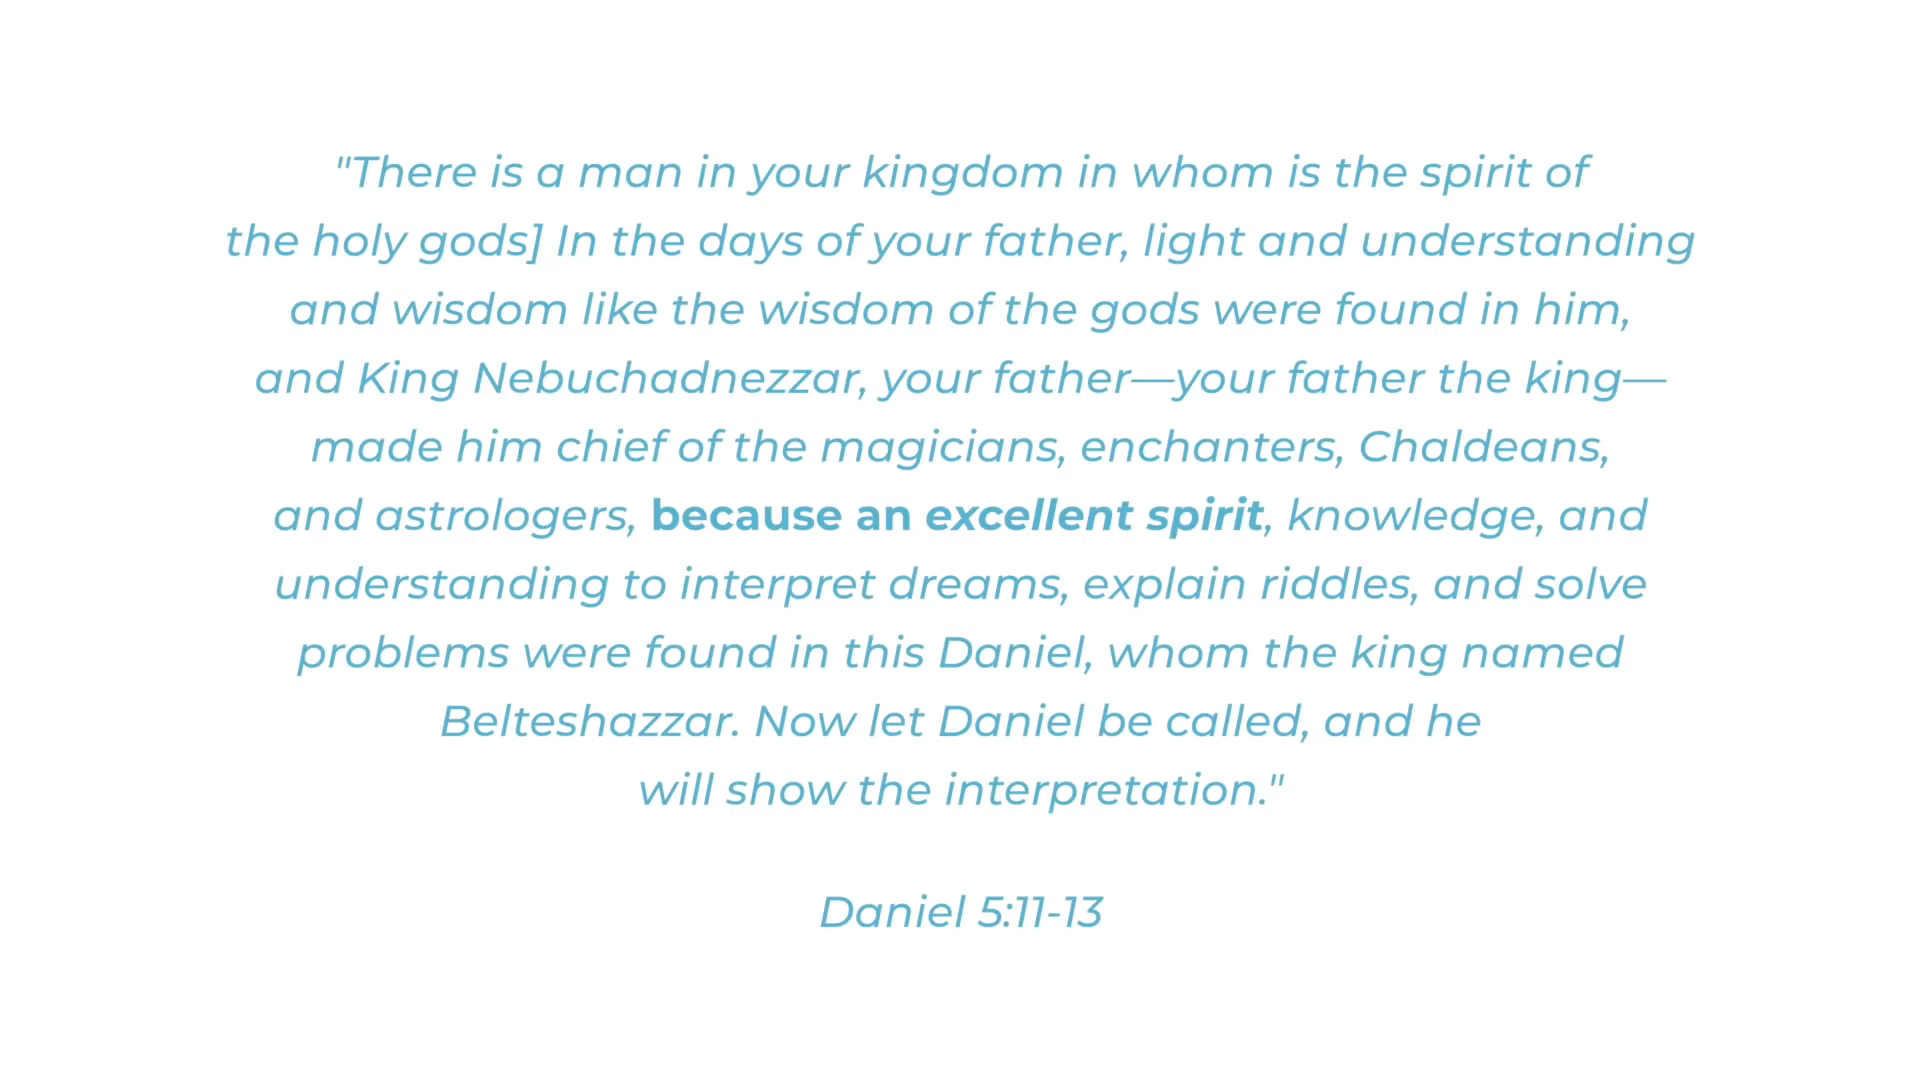 "There is a man in your kingdom in whom is the spirit of
the holy gods] In the days of your father, light and understanding
and wisdom like the wisdom of the gods were found in him,
and King Nebuchadnezzar, your father—your father the king—
made him chief of the magicians, enchanters, Chaldeans,
and astrologers, because an excellent spirit, knowledge, and
understanding to interpret dreams, explain riddles, and solve
problems were found in this Daniel, whom the king named
Belteshazzar. Now let Daniel be called, and he
will show the interpretation."
Daniel 5:11-13